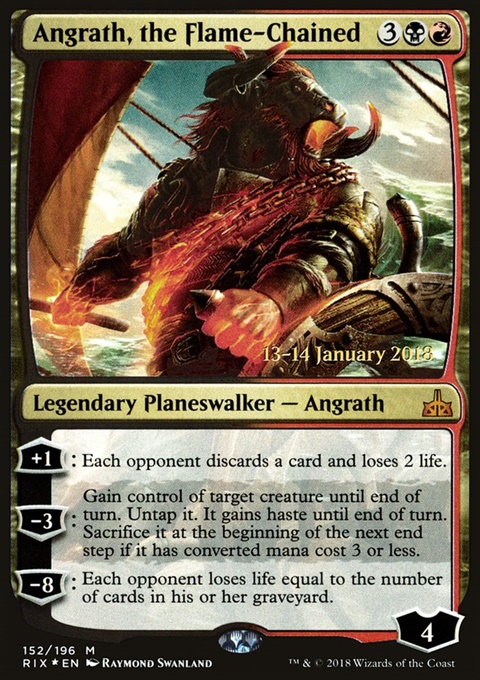 Angrath, the Flame-Chained 3
13-14 January 2018
Legendary Planeswalker — Angrath
+1: Each opponent discards a card and loses 2 life.
Gain control of target creature until end of
-3: turn. Untap it. It gains haste until end of turn.
Sacrifice it at the beginning of the next end
step if it has converted mana cost 3 or less.
-8: Each opponent loses life equal to the number
of cards in his or her graveyard.
4
152/196 M
RIX★EN Raymond Swanland
™ & © 2018 Wizards of the Coast